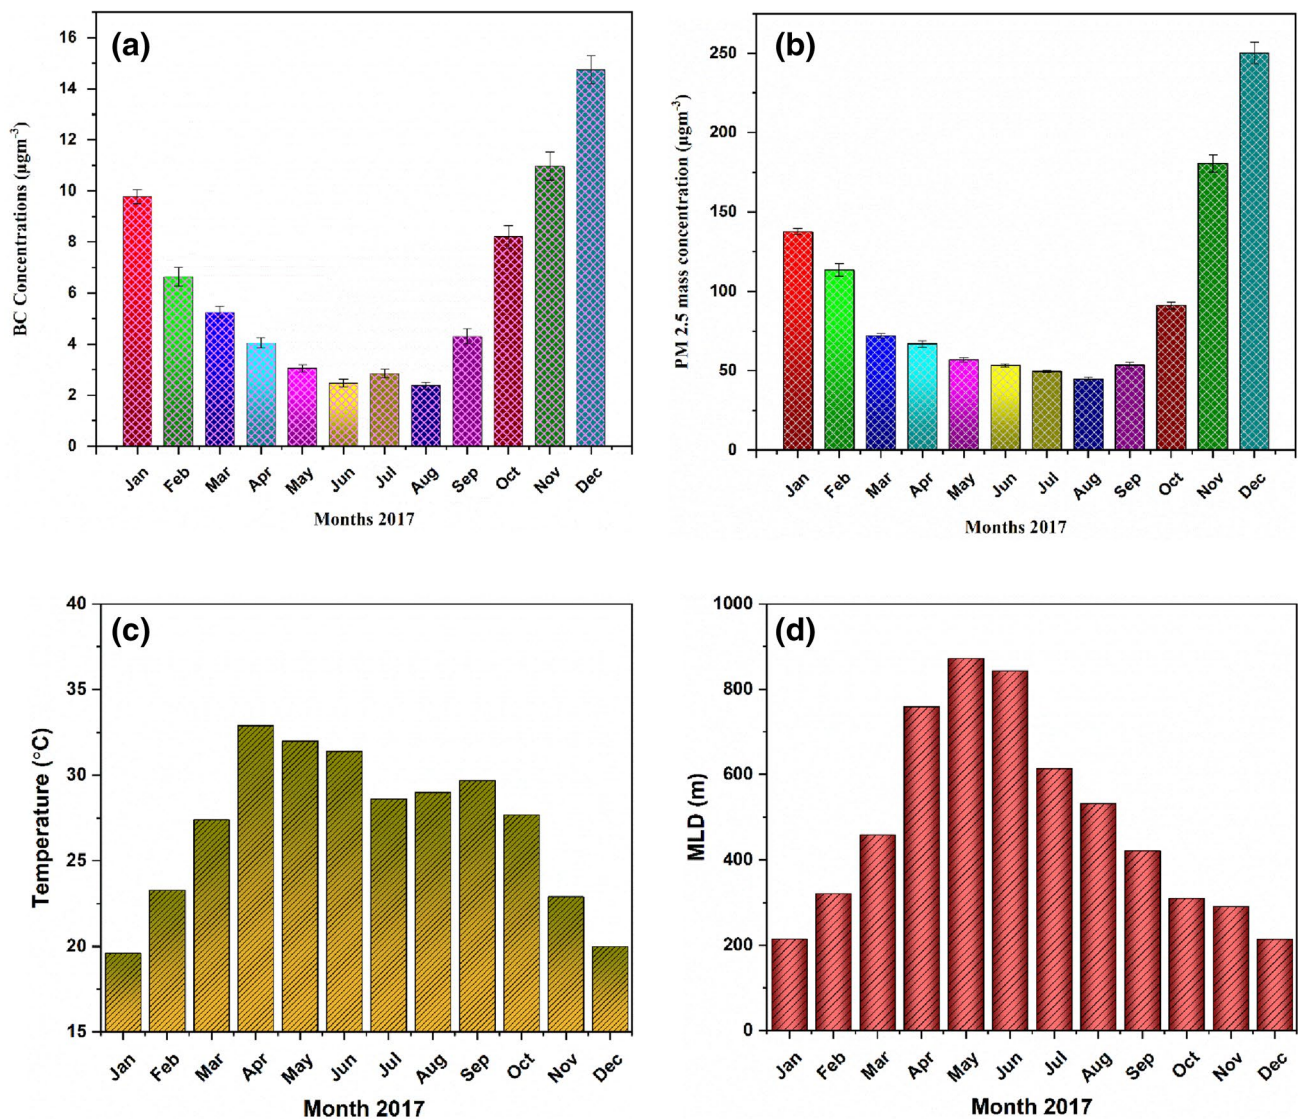 (a)
BC Concentrations (µgm⁻³)
16
14
12
10
8
6
4
2
0
Jan Feb Mar Apr May Jun Jul Aug Sep Oct Nov Dec
Months 2017
(b)
PM 2.5 mass concentration (µgm⁻³)
250
200
150
100
50
0
Jan Feb Mar Apr May Jun Jul Aug Sep Oct Nov Dec
Months 2017
(c)
Temperature (°C)
40
35
30
25
20
15
Jan Feb Mar Apr May Jun Jul Aug Sep Oct Nov Dec
Month 2017
(d)
MLD (m)
1000
800
600
400
200
0
Jan Feb Mar Apr May Jun Jul Aug Sep Oct Nov Dec
Month 2017